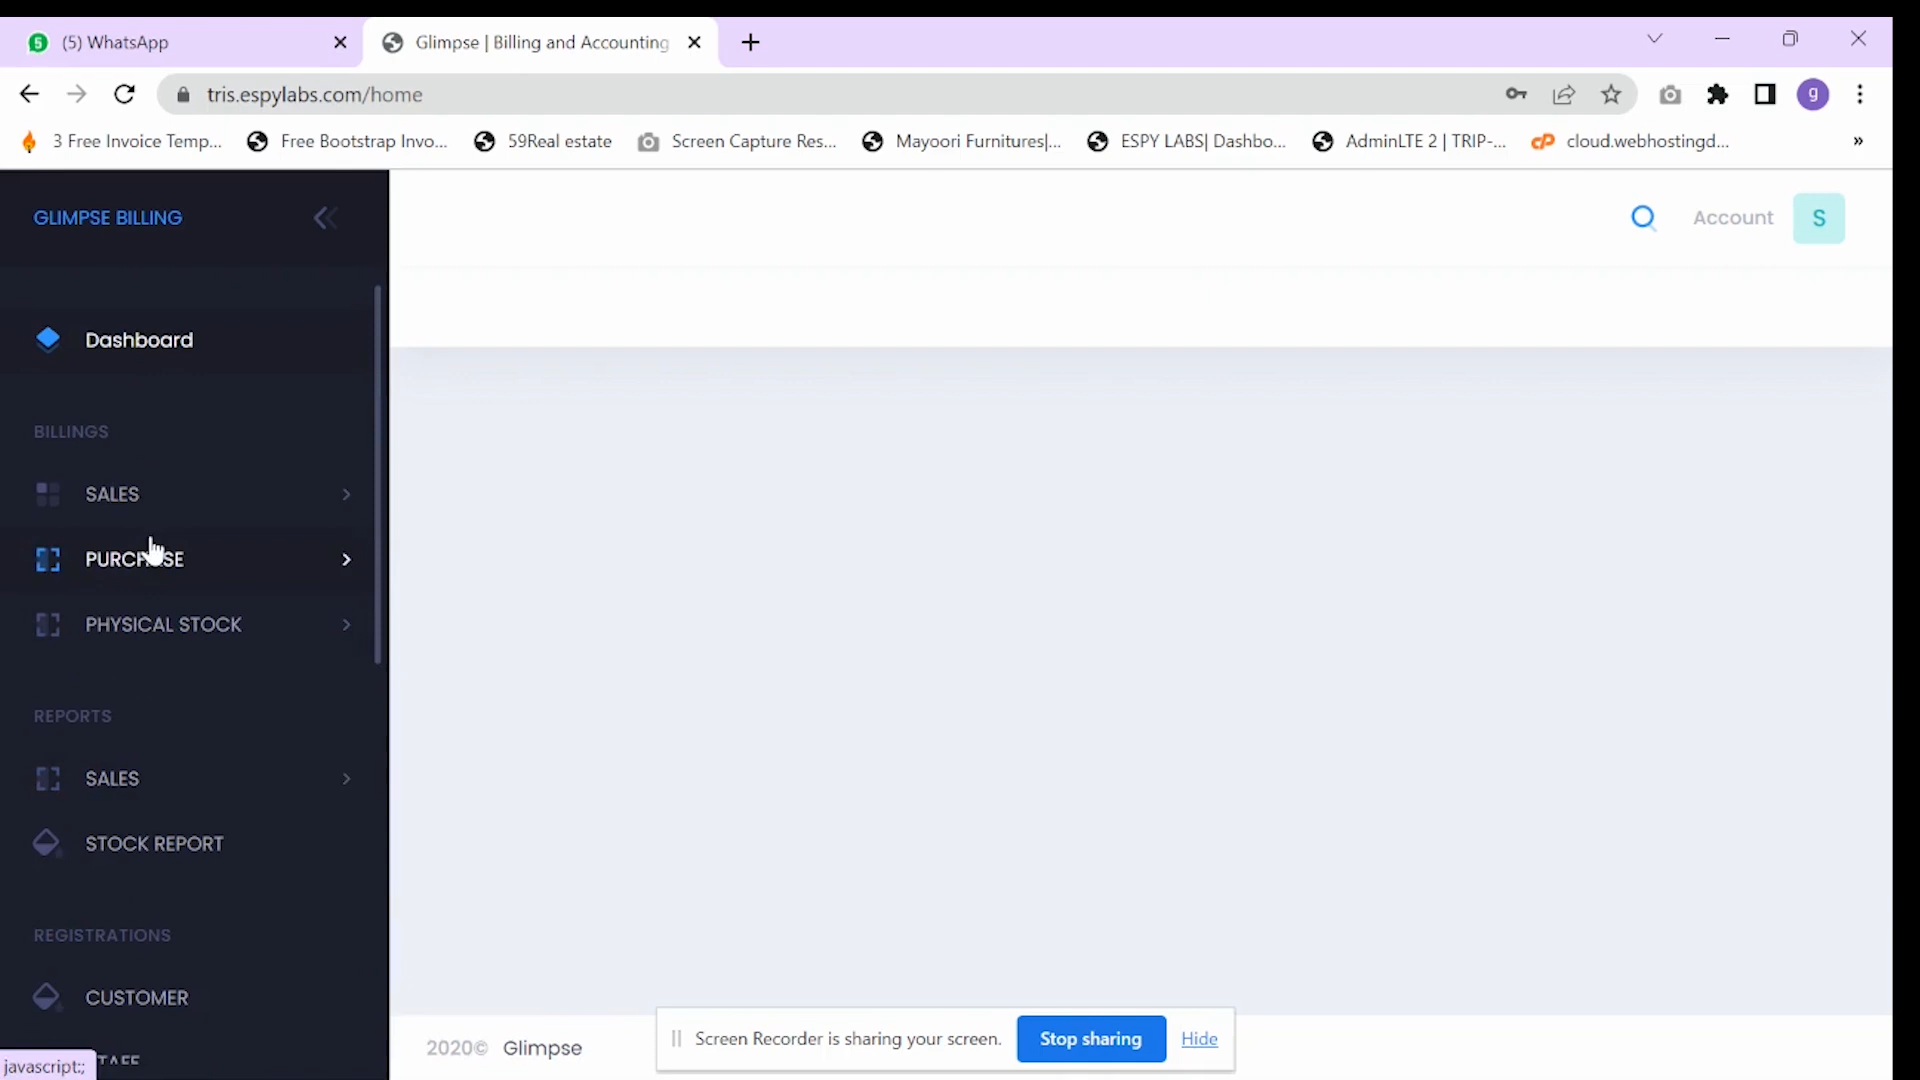 5 (5) WhatsApp
Glimpse | Billing and Accounting
tris.espylabs.com/home
g
3 Free Invoice Temp...
Free Bootstrap Invo...
59Real estate
Screen Capture Res...
Mayoori Furnitures|...
ESPY LABS| Dashbo...
AdminLTE 2 | TRIP-...
cP cloud.webhostingd...
»
GLIMPSE BILLING
Account S
Dashboard
BILLINGS
SALES
PURCHASE
PHYSICAL STOCK
REPORTS
SALES
STOCK REPORT
REGISTRATIONS
CUSTOMER
javascript:;
2020© Glimpse
Screen Recorder is sharing your screen. Stop sharing Hide